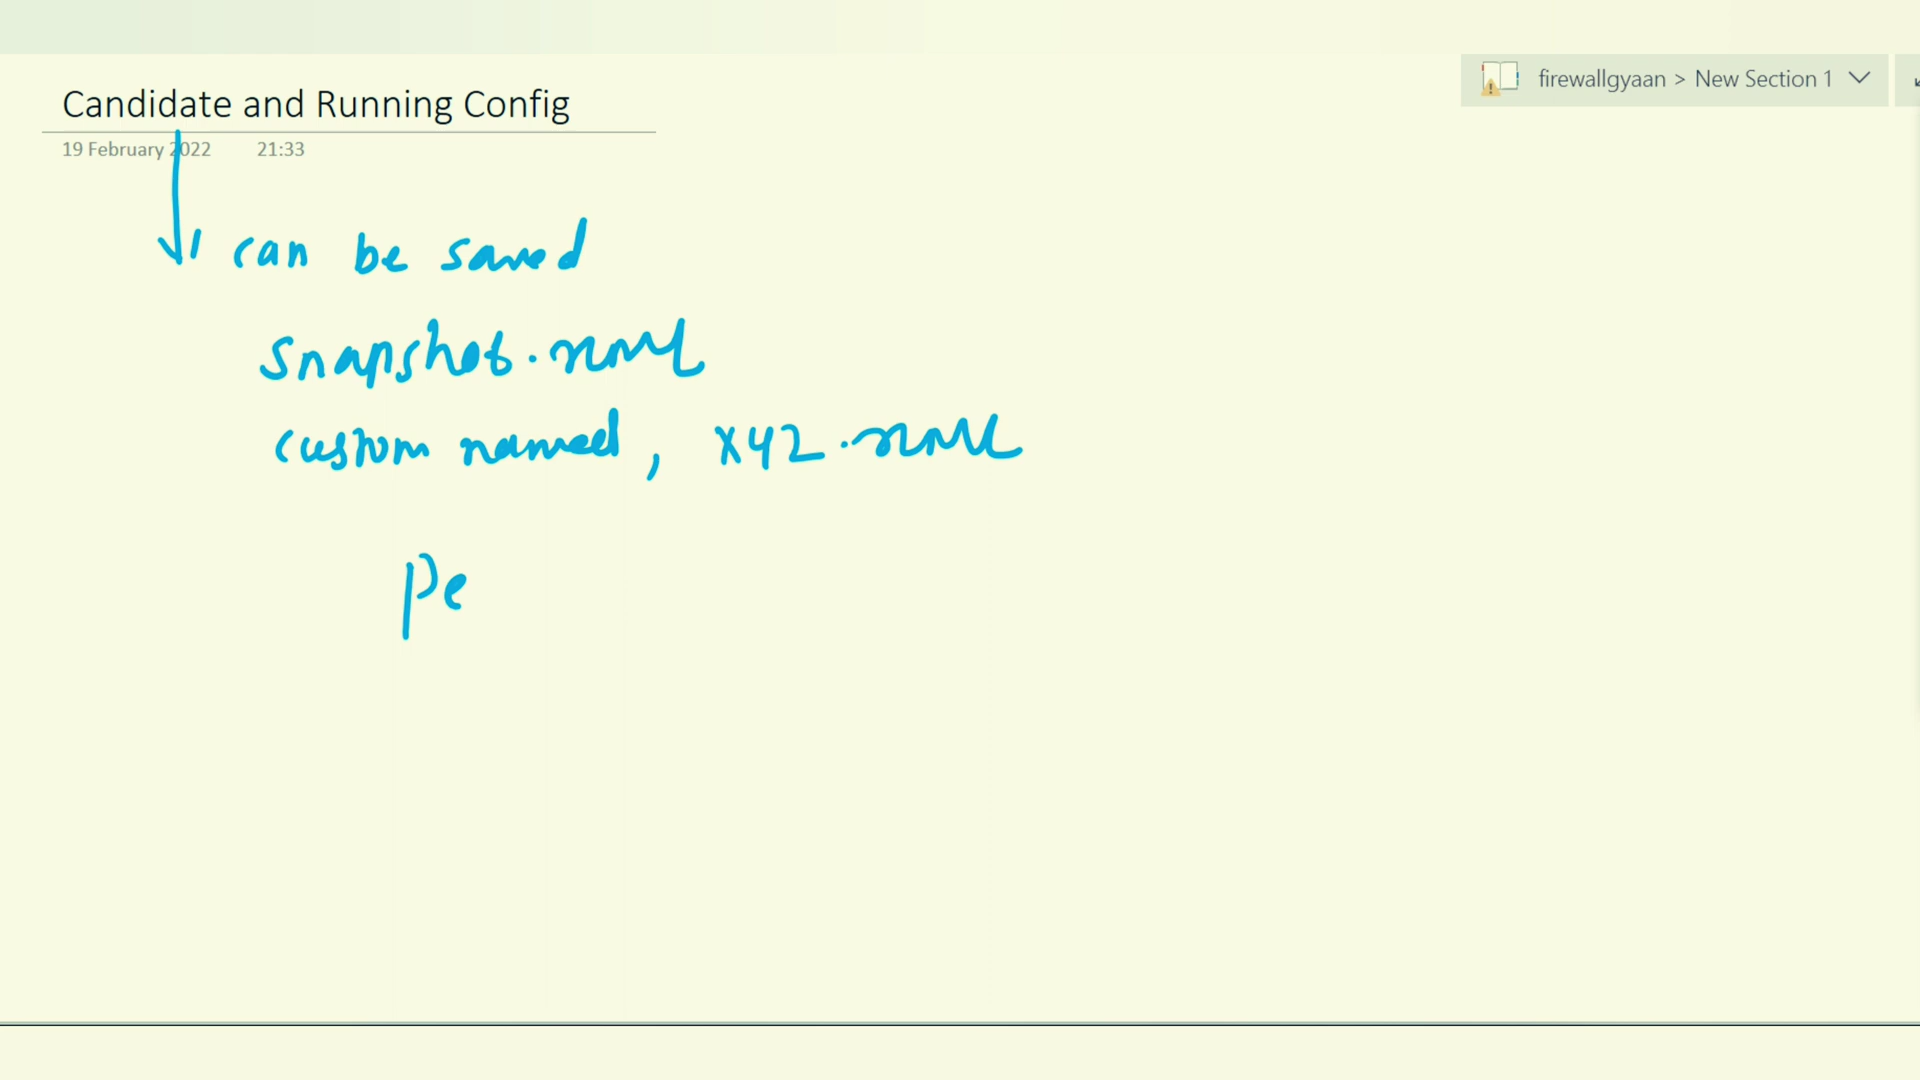 firewallgyaan > New Section 1
Candidate and Running Config
19 February 2022 21:33
can be saved
snapshot.xml
custom named, xyz.xml
pe